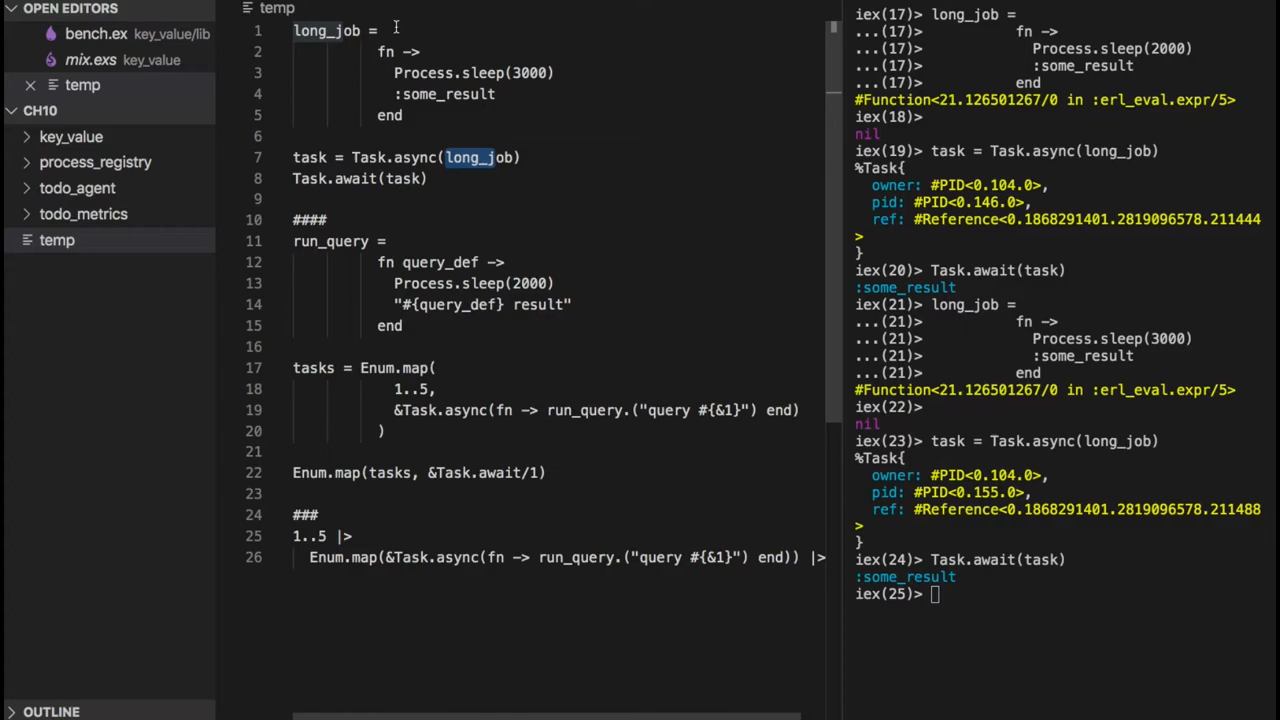 OPEN EDITORS
bench.ex key_value/lib
mix.exs key_value
temp
CH10
key_value
process_registry
todo_agent
todo_metrics
temp
OUTLINE
temp
1 long_job =
2 fn ->
3 Process.sleep(3000)
4 :some_result
5 end
6
7 task = Task.async(long_job)
8 Task.await(task)
9
10 ####
11 run_query =
12 fn query_def ->
13 Process.sleep(2000)
14 "#{query_def} result"
15 end
16
17 tasks = Enum.map(
18 1..5,
19 &Task.async(fn -> run_query.("query #{&1}") end)
20 )
21
22 Enum.map(tasks, &Task.await/1)
23
24 ###
25 1..5 |>
26 Enum.map(&Task.async(fn -> run_query.("query #{&1}") end)) |>
iex(17)> long_job =
...(17)> fn ->
...(17)> Process.sleep(2000)
...(17)> :some_result
...(17)> end
#Function<21.126501267/0 in :erl_eval.expr/5>
iex(18)>
nil
iex(19)> task = Task.async(long_job)
%Task{
owner: #PID<0.104.0>,
pid: #PID<0.146.0>,
ref: #Reference<0.1868291401.2819096578.211444
>
}
iex(20)> Task.await(task)
:some_result
iex(21)> long_job =
...(21)> fn ->
...(21)> Process.sleep(3000)
...(21)> :some_result
...(21)> end
#Function<21.126501267/0 in :erl_eval.expr/5>
iex(22)>
nil
iex(23)> task = Task.async(long_job)
%Task{
owner: #PID<0.104.0>,
pid: #PID<0.155.0>,
ref: #Reference<0.1868291401.2819096578.211488
>
}
iex(24)> Task.await(task)
:some_result
iex(25)>